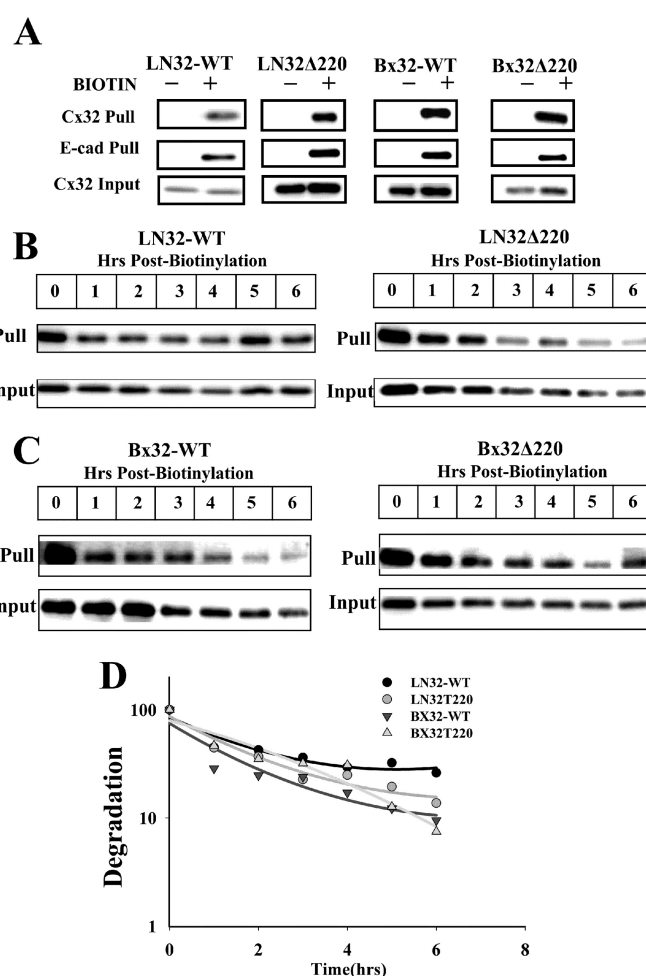 A
LN32-WT LN32Δ220 Bx32-WT Bx32Δ220
BIOTIN − + − + − + − +
Cx32 Pull
E-cad Pull
Cx32 Input
B
LN32-WT
Hrs Post-Biotinylation
0 1 2 3 4 5 6
Pull
nput
LN32Δ220
Hrs Post-Biotinylation
0 1 2 3 4 5 6
Pull
Input
C
Bx32-WT
Hrs Post-Biotinylation
0 1 2 3 4 5 6
Pull
nput
Bx32Δ220
Hrs Post-Biotinylation
0 1 2 3 4 5 6
Pull
Input
D
LN32-WT
LN32T220
BX32-WT
BX32T220
Degradation
100
10
1
0 2 4 6 8
Time(hrs)